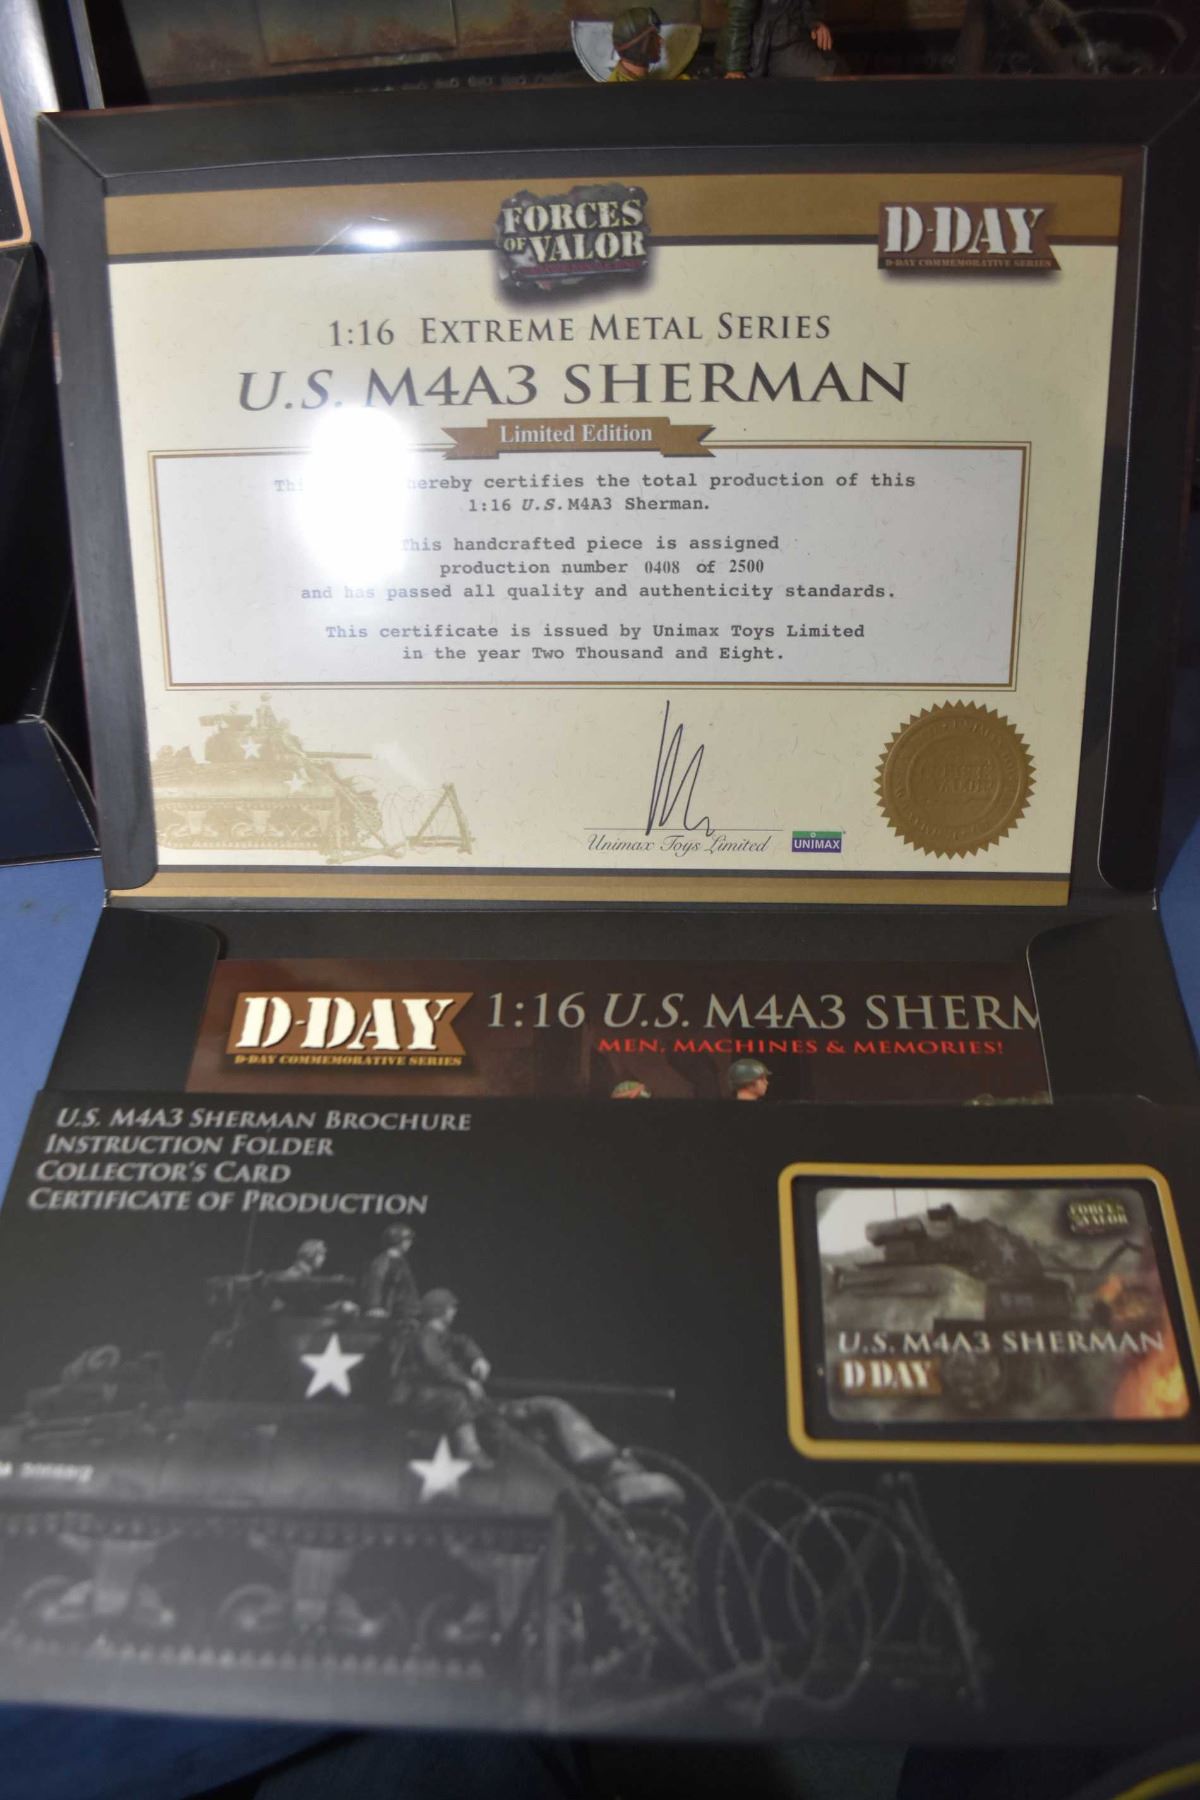 FORCES
OF VALOR
D-DAY
D-DAY COMMEMORATIVE SERIES
1:16 EXTREME METAL SERIES
U.S. M4A3 SHERMAN
Limited Edition
hereby certifies the total production of this
1:16 U.S. M4A3 Sherman.
This handcrafted piece is assigned
production number 0408 of 2500
and has passed all quality and authenticity standards.
This certificate is issued by Unimax Toys Limited
in the year Two Thousand and Eight.
Unimax Toys Limited
UNIMAX
D-DAY
D-DAY COMMEMORATIVE SERIES
1:16 U.S. M4A3 SHERM
MEN, MACHINES & MEMORIES!
U.S. M4A3 SHERMAN BROCHURE
INSTRUCTION FOLDER
COLLECTOR'S CARD
CERTIFICATE OF PRODUCTION
FORCES
OF VALOR
U.S. M4A3 SHERMAN
D-DAY